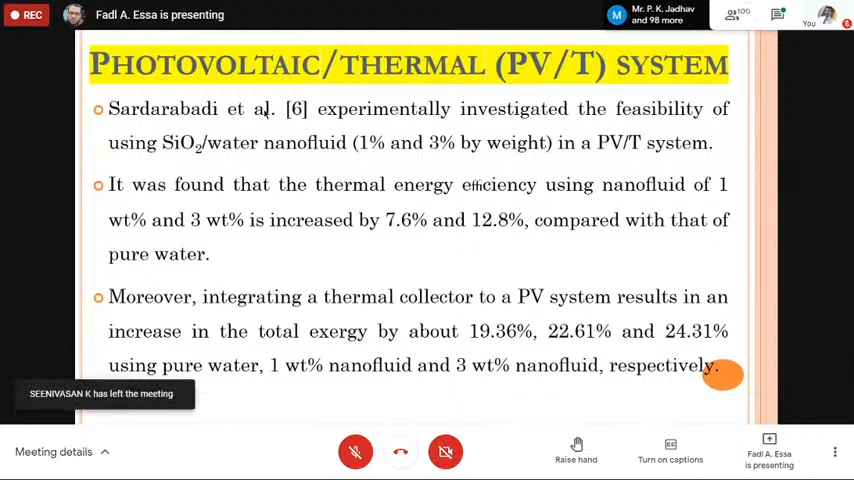 REC
Fadl A. Essa is presenting
M
Mr. P. K. Jadhav
and 98 more
100
You
PHOTOVOLTAIC/THERMAL (PV/T) SYSTEM
Sardarabadi et al. [6] experimentally investigated the feasibility of
using SiO2/water nanofluid (1% and 3% by weight) in a PV/T system.
It was found that the thermal energy efficiency using nanofluid of 1
wt% and 3 wt% is increased by 7.6% and 12.8%, compared with that of
pure water.
Moreover, integrating a thermal collector to a PV system results in an
increase in the total exergy by about 19.36%, 22.61% and 24.31%
using pure water, 1 wt% nanofluid and 3 wt% nanofluid, respectively.
SEENIVASAN K has left the meeting
Meeting details
Raise hand
Turn on captions
Fadl A. Essa
is presenting